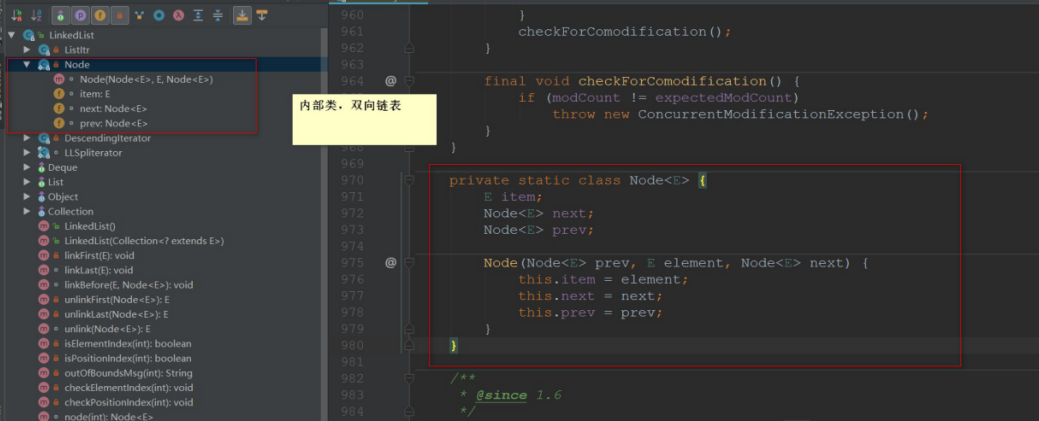 LinkedList
ListItr
Node
Node(Node<E>, E, Node<E>)
item: E
next: Node<E>
prev: Node<E>
DescendingIterator
LLSpliterator
Deque
List
Object
Collection
LinkedList()
LinkedList(Collection<? extends E>)
linkFirst(E): void
linkLast(E): void
linkBefore(E, Node<E>): void
unlinkFirst(Node<E>): E
unlinkLast(Node<E>): E
unlink(Node<E>): E
isElementIndex(int): boolean
isPositionIndex(int): boolean
outOfBoundsMsg(int): String
checkElementIndex(int): void
checkPositionIndex(int): void
node(int): Node<E>
内部类，双向链表
960 }
961 checkForComodification();
962 }
963
964 @ final void checkForComodification() {
if (modCount != expectedModCount)
throw new ConcurrentModificationException();
}
968 }
969
970 private static class Node<E> {
971 E item;
972 Node<E> next;
973 Node<E> prev;
974
975 @ Node(Node<E> prev, E element, Node<E> next) {
976 this.item = element;
977 this.next = next;
978 this.prev = prev;
979 }
980 }
981
982 /**
983 * @since 1.6
984 */